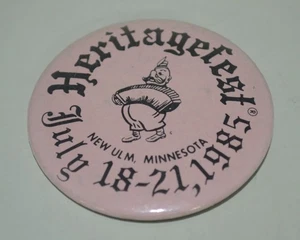 Heritagefest®
NEW ULM, MINNESOTA
July 18-21, 1985